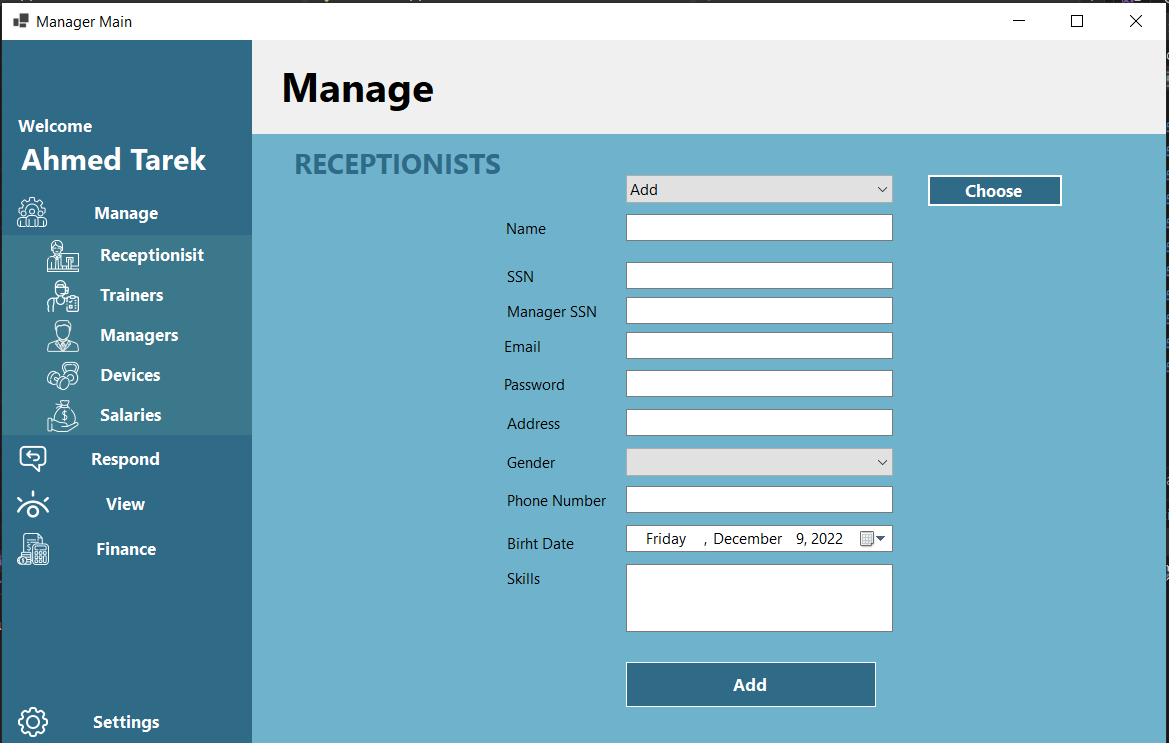 Manager Main
Welcome
Ahmed Tarek
Manage
Receptionisit
Trainers
Managers
Devices
Salaries
Respond
View
Finance
Settings
Manage
RECEPTIONISTS
Add
Choose
Name
SSN
Manager SSN
Email
Password
Address
Gender
Phone Number
Birht Date
Friday , December 9, 2022
Skills
Add